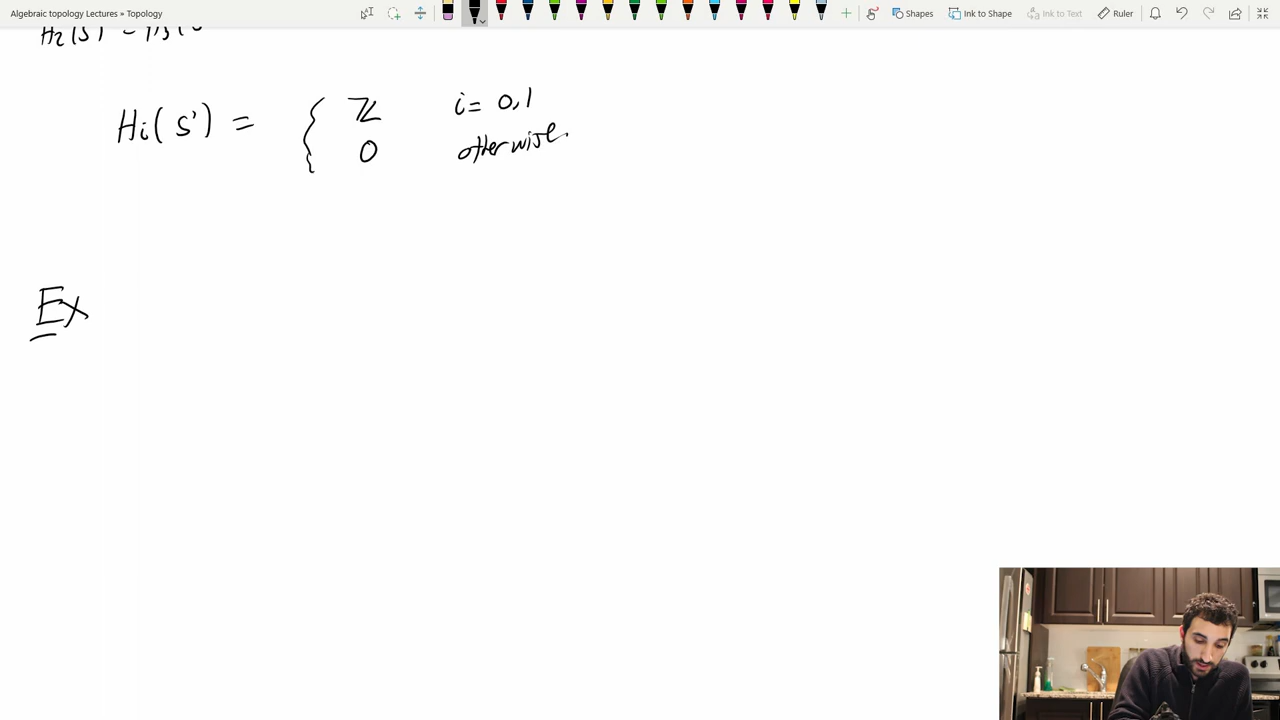 Algebraic topology Lectures » Topology
Shapes
Ink to Shape
Ink to Text
Ruler
Hi(S¹) = { ℤ i = 0,1
0 otherwise.
Ex